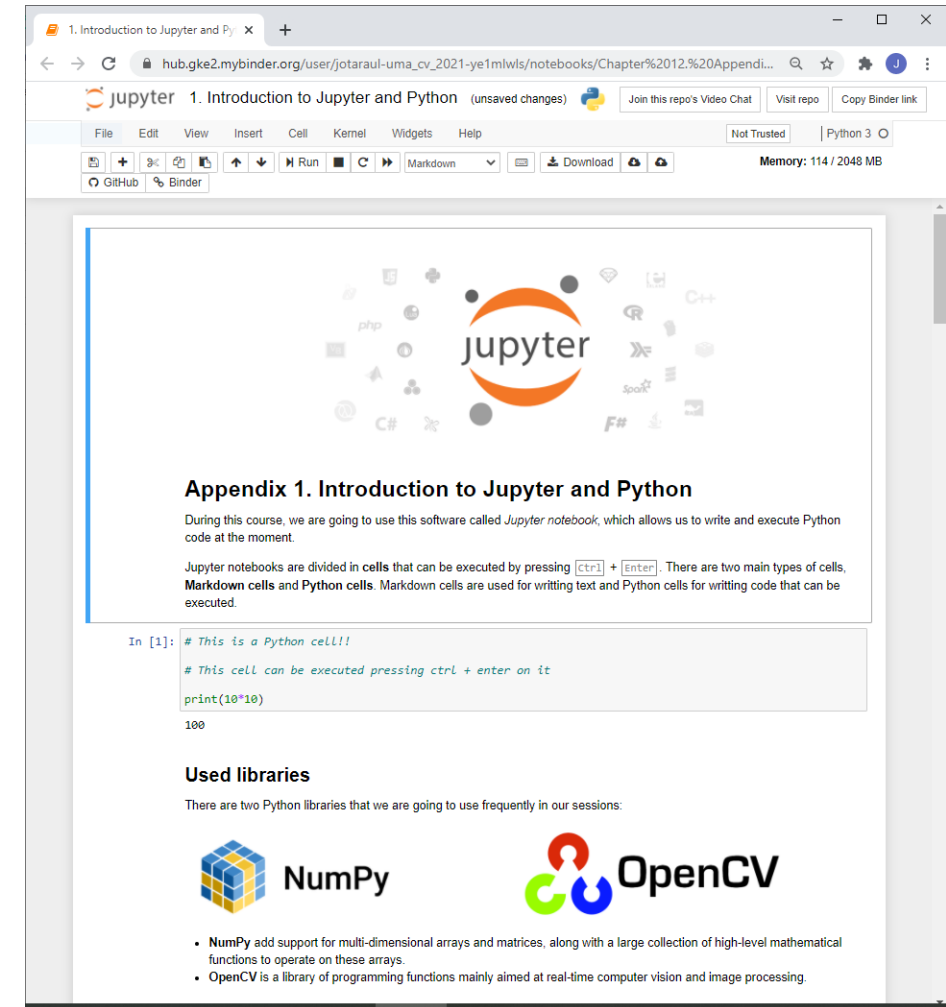 1. Introduction to Jupyter and Py
hub.gke2.mybinder.org/user/jotaraul-uma_cv_2021-ye1mlwls/notebooks/Chapter%2012.%20Appendi...
J
jupyter 1. Introduction to Jupyter and Python (unsaved changes) Join this repo's Video Chat Visit repo Copy Binder link
File Edit View Insert Cell Kernel Widgets Help Not Trusted Python 3
Run Markdown Download Memory: 114 / 2048 MB
GitHub Binder
C++
R
php
jupyter
Spark
C# F#
Appendix 1. Introduction to Jupyter and Python
During this course, we are going to use this software called Jupyter notebook, which allows us to write and execute Python
code at the moment.
Jupyter notebooks are divided in cells that can be executed by pressing Ctrl + Enter. There are two main types of cells,
Markdown cells and Python cells. Markdown cells are used for writting text and Python cells for writting code that can be
executed.
In [1]: # This is a Python cell!!
# This cell can be executed pressing ctrl + enter on it
print(10*10)
100
Used libraries
There are two Python libraries that we are going to use frequently in our sessions:
NumPy OpenCV
• NumPy add support for multi-dimensional arrays and matrices, along with a large collection of high-level mathematical
functions to operate on these arrays.
• OpenCV is a library of programming functions mainly aimed at real-time computer vision and image processing.